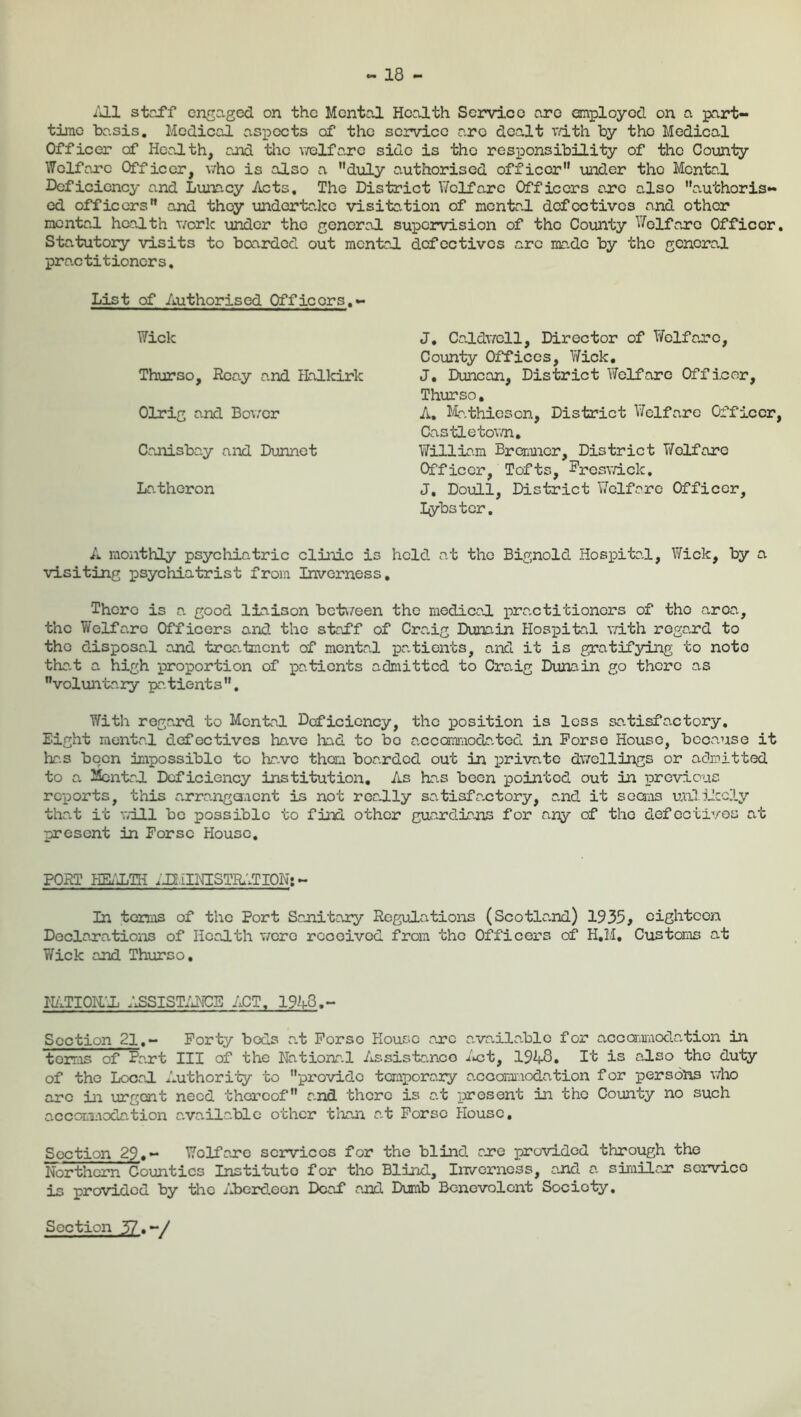 - 18 -
All staff engaged on the Mental Health Service are employed on a part-
time basis. Medical aspects of the service are dealt with by the Medical
Officer of Health, and the welfare side is the responsibility of the County
Welfare Officer, who is also a "duly authorised officer" under the Mental
Deficiency and Lunacy Acts. The District Welfare Officers are also "authoris-
ed officers" and they undertake visitation of mental defectives and other
mental health work under the general supervision of the County Welfare Officer.
Statutory visits to boarded out mental defectives are made by the general
practitioners.
List of Authorised Officers.-
Wick J. Caldwell, Director of Welfare,
County Offices, Wick.
Thurso, Reay and Halkirk J. Duncan, District Welfare Officer,
Thurso.
Olrig and Bower A. Mathieson, District Welfare Officer,
Castletown.
Canisbay and Dunnet William Bremner, District Welfare
Officer, Tofts, Freswick.
Latheron J. Doull, District Welfare Officer,
Lybster.
A monthly psychiatric clinic is held at the Bignold Hospital, Wick, by a
visiting psychiatrist from Inverness.
There is a good liaison between the medical practitioners of the area,
the Welfare Officers and the staff of Craig Dunain Hospital with regard to
the disposal and treatment of mental patients, and it is gratifying to note
that a high proportion of patients admitted to Craig Dunain go there as
"voluntary patients".
With regard to Mental Deficiency, the position is less satisfactory.
Eight mental defectives have had to be accommodated in Forse House, because it
has been impossible to have them boarded out in private dwellings or admitted
to a Mental Deficiency institution. As has been pointed out in previous
reports, this arrangement is not really satisfactory, and it seems unlikely
that it will be possible to find other guardians for any of the defectives at
present in Forse House.
PORT HEALTH ADMINISTRATION:-
In terms of the Port Sanitary Regulations (Scotland) 1935, eighteen
Declarations of Health were received from the Officers of H.M. Customs at
Wick and Thurso.
NATIONAL ASSISTANCE ACT, 1948.-
Section 21.- Forty beds at Forse House are available for accommodation in
terms of Part III of the National Assistance Act, 1948. It is also the duty
of the Local Authority to "provide temporary accommodation for persons who
are in urgent need thereof" and there is at present in the County no such
accommodation available other than at Forse House.
Section 29.- Welfare services for the blind are provided through the
Northern Counties Institute for the Blind, Inverness, and a similar service
is provided by the Aberdeen Deaf and Dumb Benevolent Society.
Section 37.-/